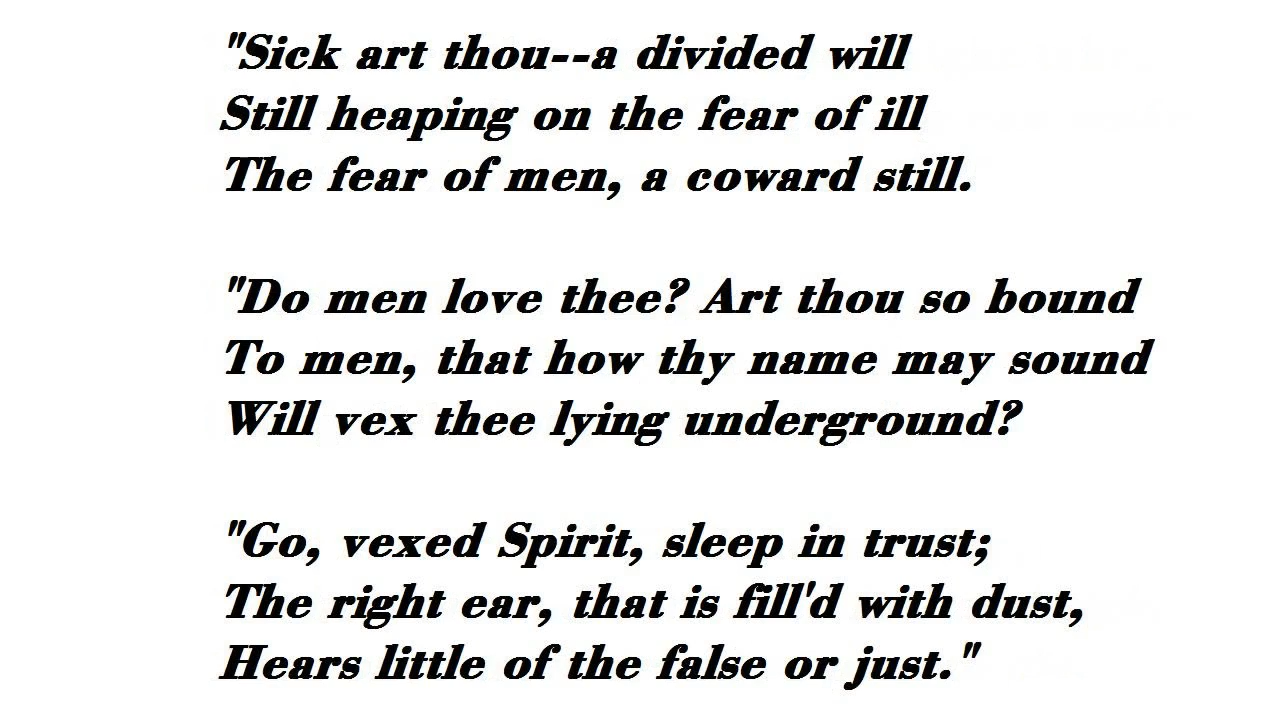 "Sick art thou--a divided will
Still heaping on the fear of ill
The fear of men, a coward still.
"Do men love thee? Art thou so bound
To men, that how thy name may sound
Will vex thee lying underground?
"Go, vexed Spirit, sleep in trust;
The right ear, that is fill'd with dust,
Hears little of the false or just."